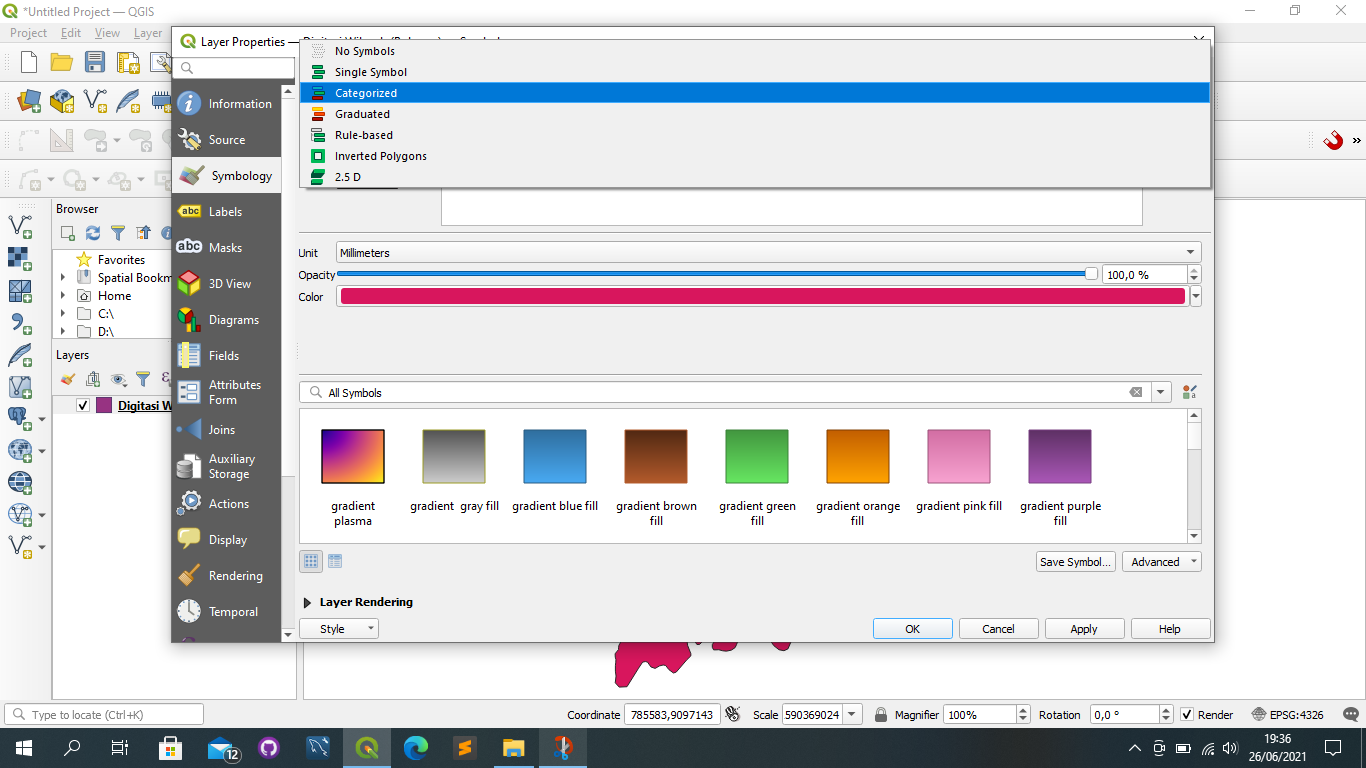 *Untitled Project — QGIS
Project Edit View Layer
Layer Properties —
No Symbols
Single Symbol
Categorized
Graduated
Rule-based
Inverted Polygons
2.5 D
Information
Source
Symbology
Labels
Masks
3D View
Diagrams
Fields
Attributes
Form
Joins
Auxiliary
Storage
Actions
Display
Rendering
Temporal
Browser
Favorites
Spatial Bookm
Home
C:\
D:\
Layers
Digitasi W
Unit
Millimeters
Opacity
100,0 %
Color
All Symbols
gradient
plasma
gradient gray fill
gradient blue fill
gradient brown
fill
gradient green
fill
gradient orange
fill
gradient pink fill
gradient purple
fill
Save Symbol...
Advanced
Layer Rendering
Style
OK
Cancel
Apply
Help
Type to locate (Ctrl+K)
Coordinate
785583,9097143
Scale
590369024
Magnifier
100%
Rotation
0,0 °
Render
EPSG:4326
12
19:36
26/06/2021